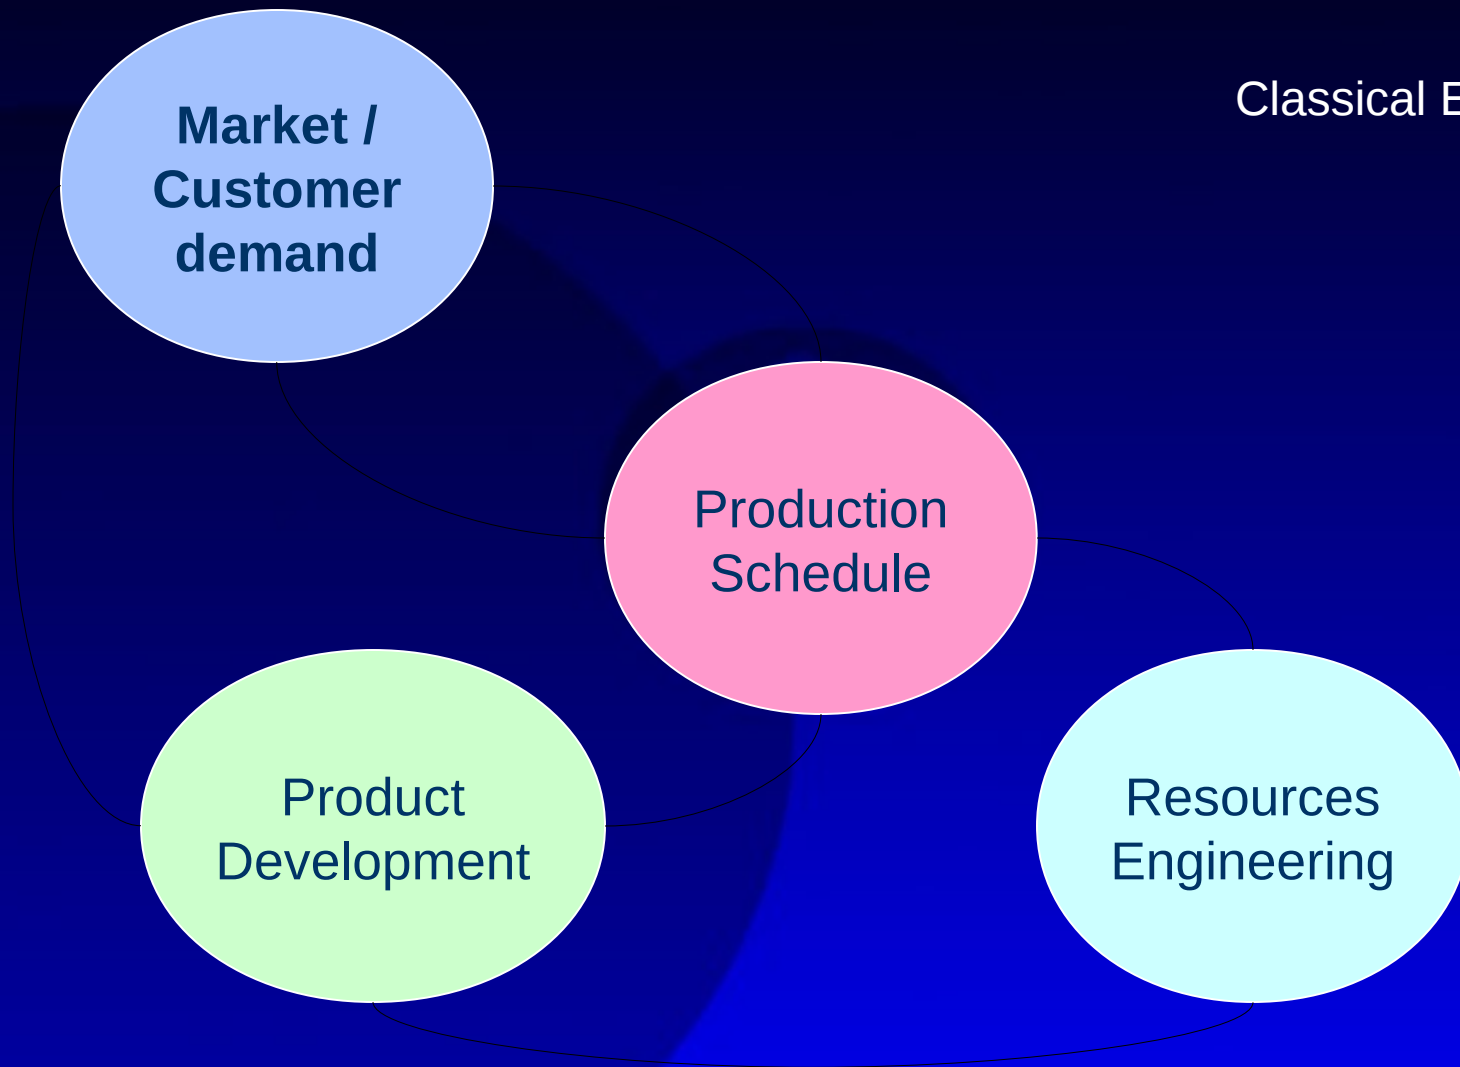 Classical E
Market /
Customer
demand
Production
Schedule
Product
Development
Resources
Engineering